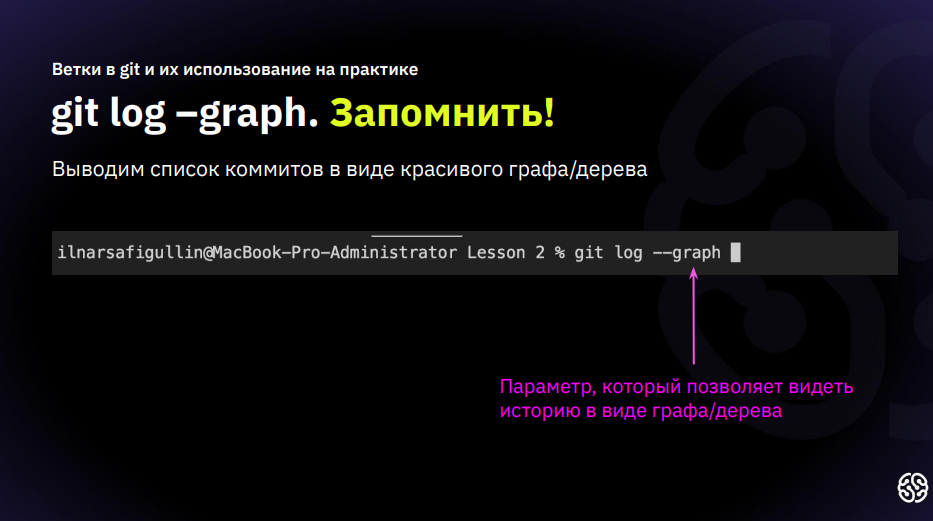 Ветки в git и их использование на практике
git log –graph. Запомнить!
Выводим список коммитов в виде красивого графа/дерева
ilnarsafigullin@MacBook-Pro-Administrator Lesson 2 % git log --graph
Параметр, который позволяет видеть
историю в виде графа/дерева